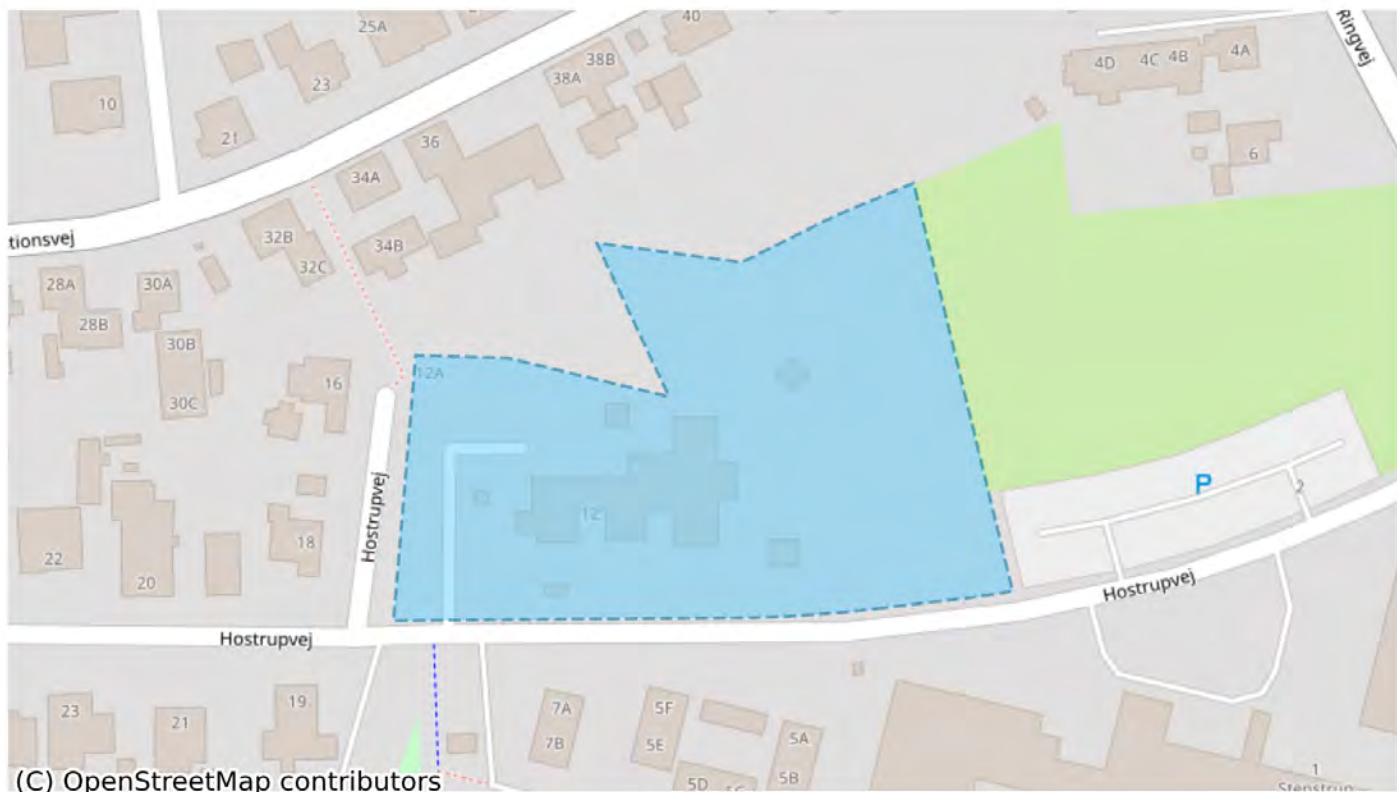 25A
40
Ringvej
38B
38A
4D
4C
4B
4A
10
23
21
36
6
34A
32B
34B
tionsvej
32C
28A
30A
28B
30B
12A
16
30C
P
2
12
Hostrupvej
18
22
20
Hostrupvej
Hostrupvej
19
23
21
7A
5F
7B
5E
5A
5D
5B
1
Stenstrup
(C) OpenStreetMap contributors